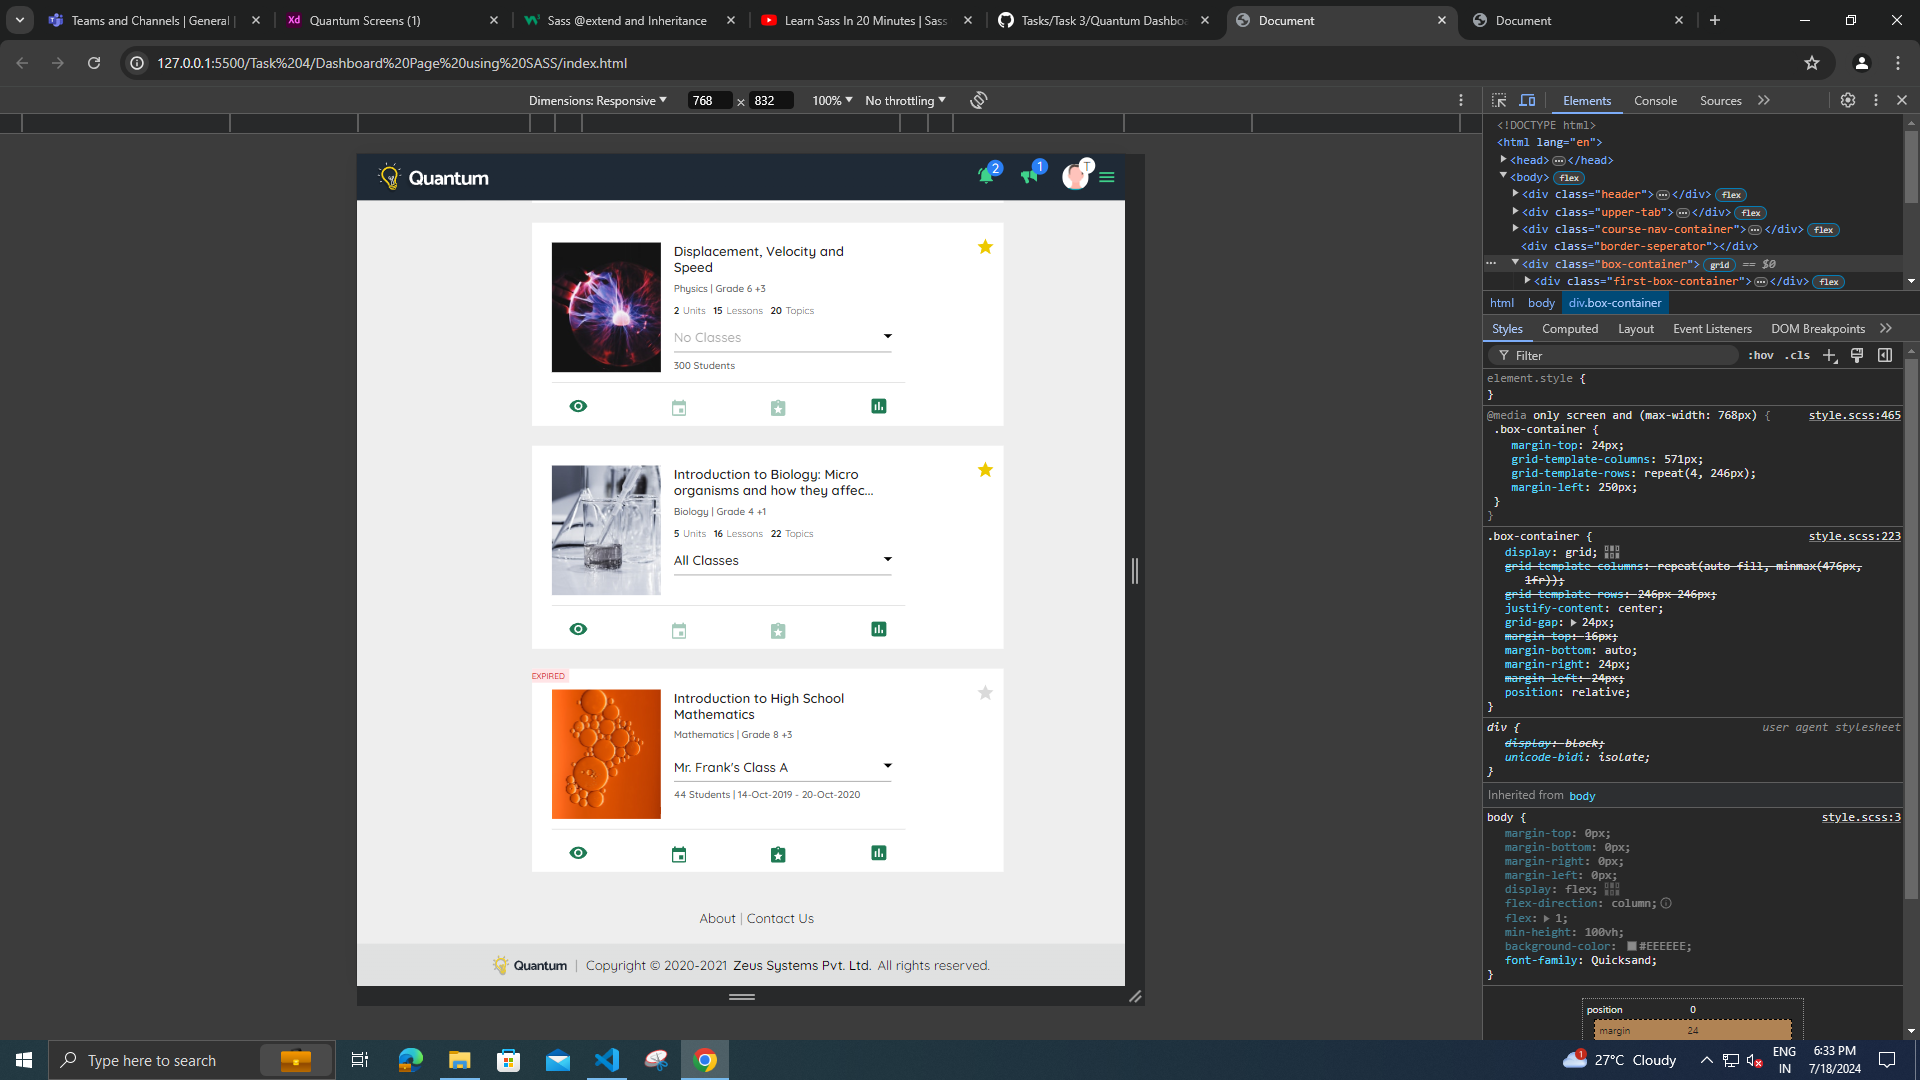 Teams and Channels | General |
Xd Quantum Screens (1)
Sass @extend and Inheritance
Learn Sass In 20 Minutes | Sass
Tasks/Task 3/Quantum Dashboa
Document
Document
127.0.0.1:5500/Task%204/Dashboard%20Page%20using%20SASS/index.html
Dimensions: Responsive 768 × 832 100% No throttling
Quantum
2
1
T
Displacement, Velocity and
Speed
Physics | Grade 6 +3
2 Units 15 Lessons 20 Topics
No Classes
300 Students
Introduction to Biology: Micro
organisms and how they affec...
Biology | Grade 4 +1
5 Units 16 Lessons 22 Topics
All Classes
EXPIRED
Introduction to High School
Mathematics
Mathematics | Grade 8 +3
Mr. Frank's Class A
44 Students | 14-Oct-2019 - 20-Oct-2020
About | Contact Us
Quantum | Copyright © 2020-2021 Zeus Systems Pvt. Ltd. All rights reserved.
Elements Console Sources
<!DOCTYPE html>
<html lang="en">
<head> </head>
<body> flex
<div class="header"> </div> flex
<div class="upper-tab"> </div> flex
<div class="course-nav-container"> </div> flex
<div class="border-seperator"></div>
<div class="box-container"> grid == $0
<div class="first-box-container"> </div> flex
html body div.box-container
Styles Computed Layout Event Listeners DOM Breakpoints
Filter :hov .cls
element.style {
}
@media only screen and (max-width: 768px) { style.scss:465
.box-container {
margin-top: 24px;
grid-template-columns: 571px;
grid-template-rows: repeat(4, 246px);
margin-left: 250px;
}
}
.box-container { style.scss:223
display: grid;
grid-template-columns: repeat(auto-fill, minmax(476px,
1fr));
grid-template-rows: 246px 246px;
justify-content: center;
grid-gap: 24px;
margin-top: 16px;
margin-bottom: auto;
margin-right: 24px;
margin-left: 24px;
position: relative;
}
div { user agent stylesheet
display: block;
unicode-bidi: isolate;
}
Inherited from body
body { style.scss:3
margin-top: 0px;
margin-bottom: 0px;
margin-right: 0px;
margin-left: 0px;
display: flex;
flex-direction: column;
flex: 1;
min-height: 100vh;
background-color: #EEEEEE;
font-family: Quicksand;
}
position 0
margin 24
Type here to search
1
27°C Cloudy
ENG
IN
6:33 PM
7/18/2024